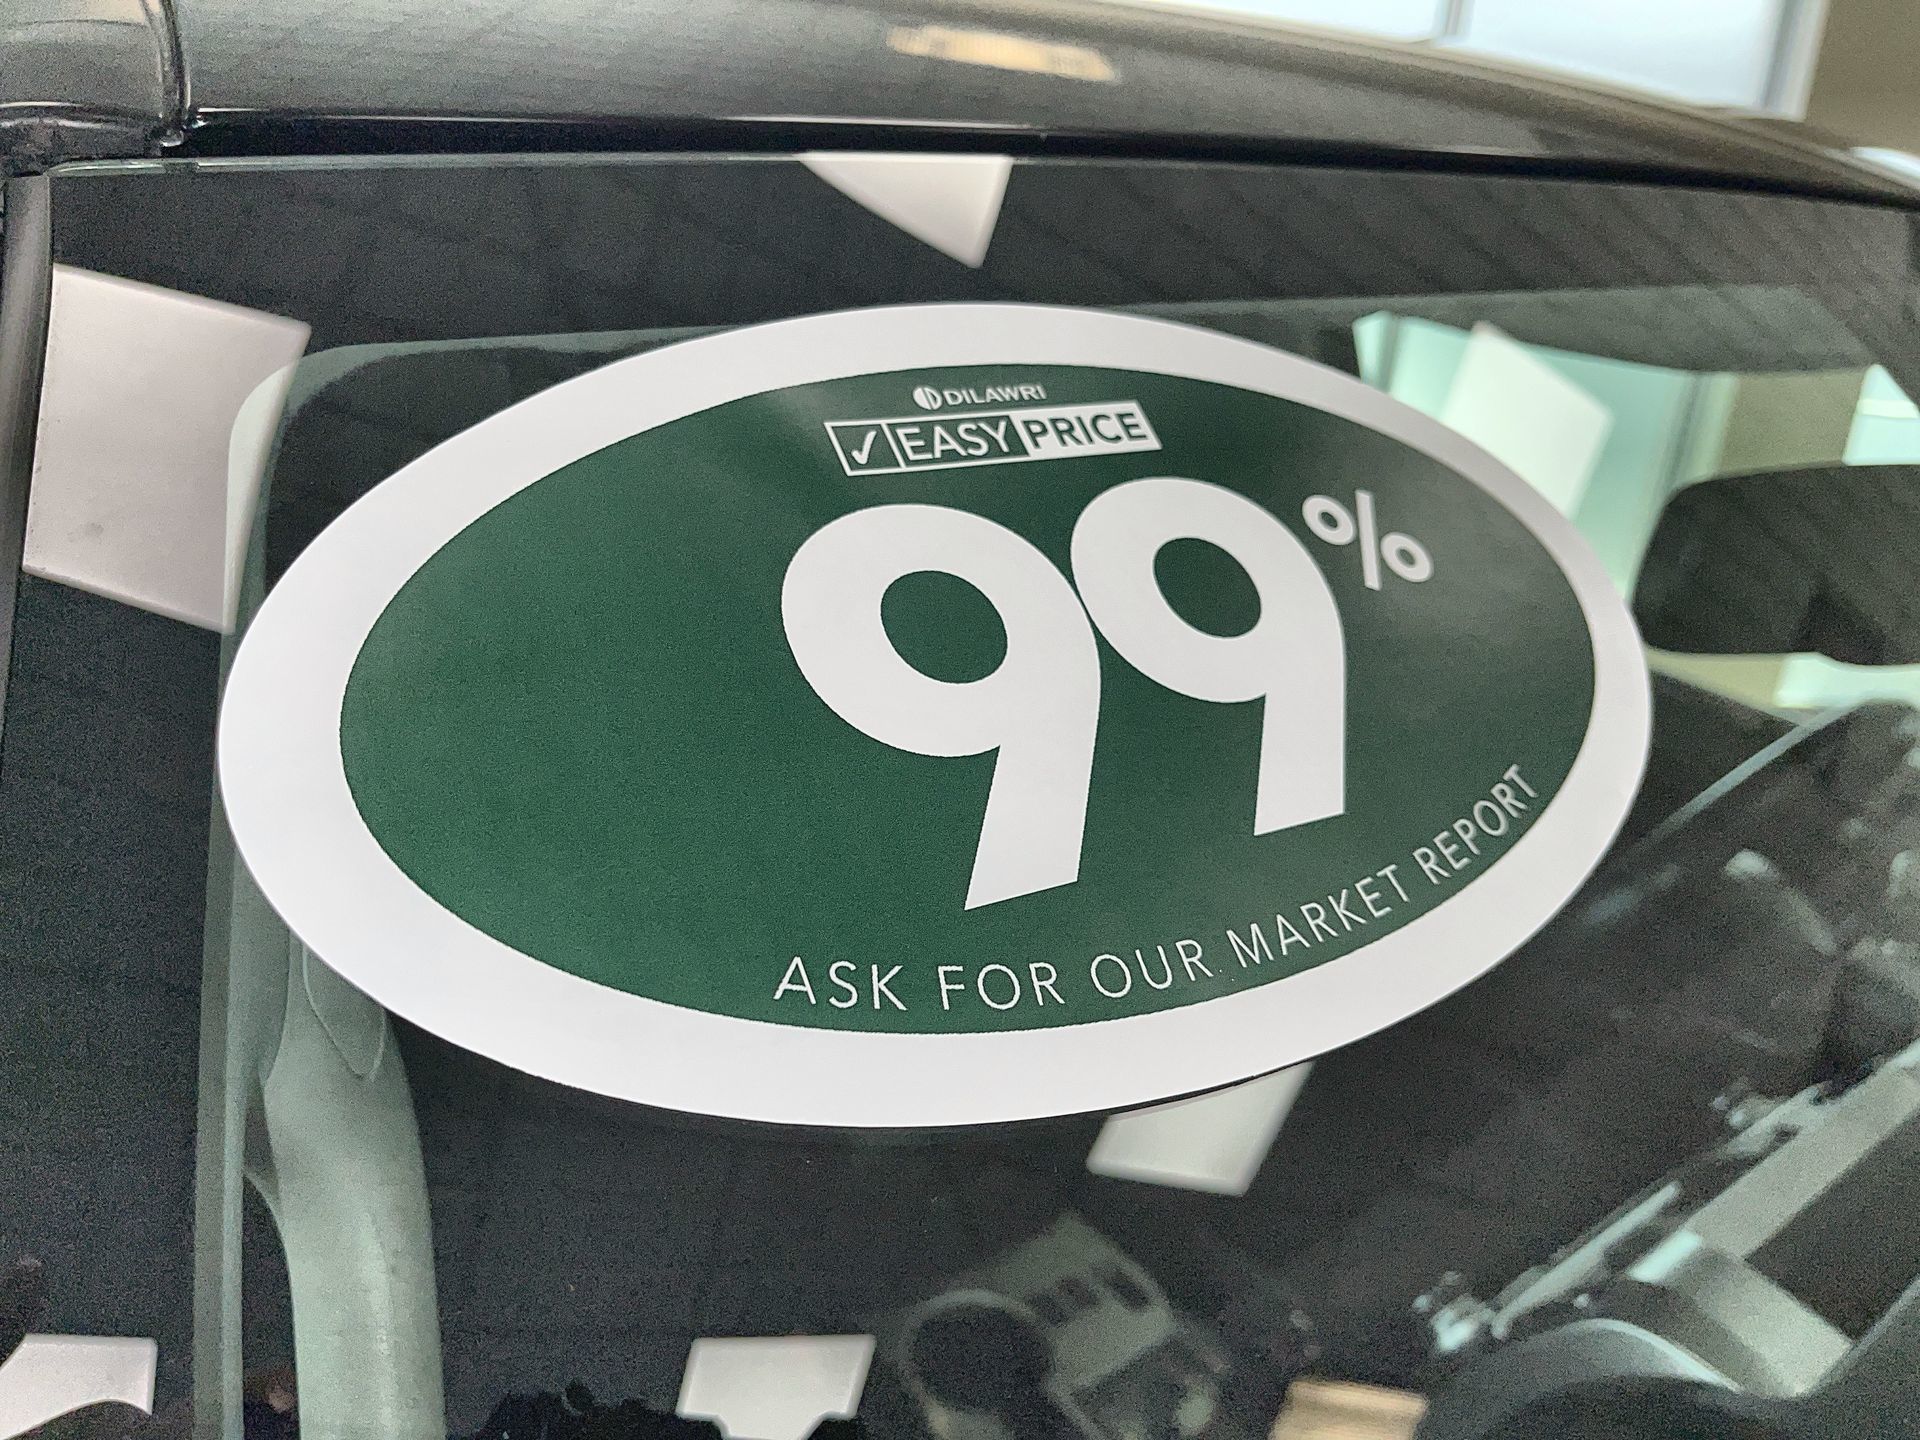 DILAWRI
✓ EASY PRICE
99%
ASK FOR OUR MARKET REPORT